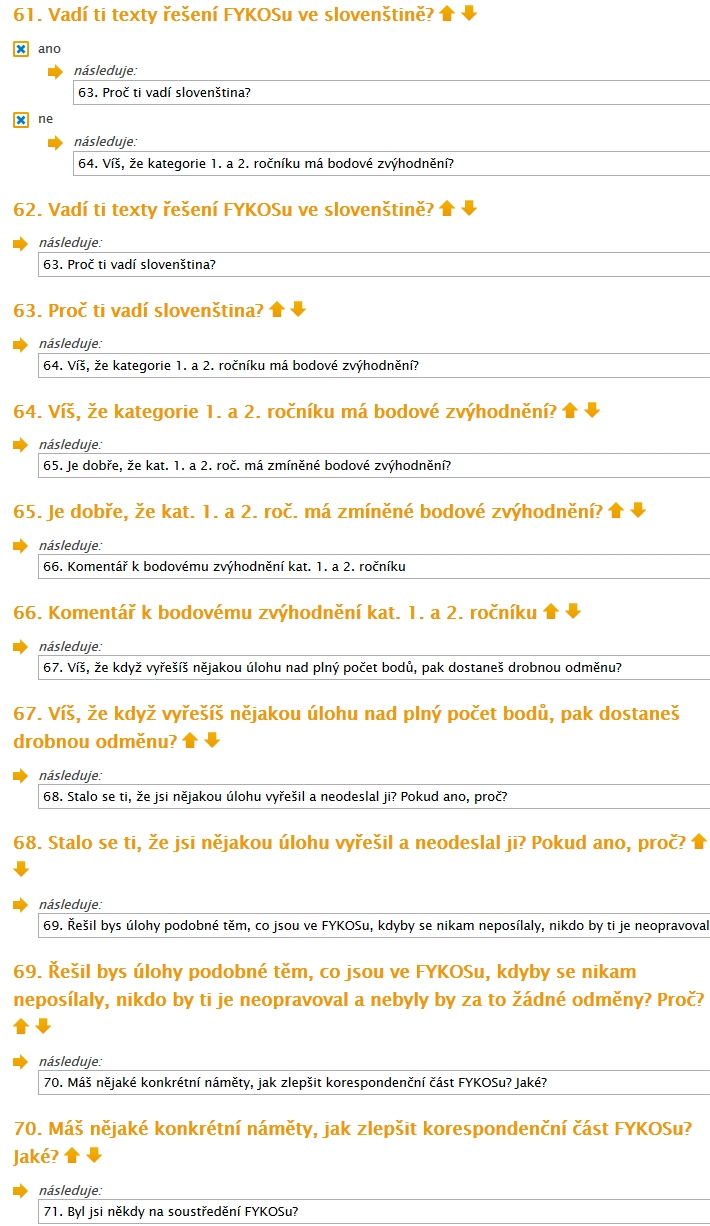 61. Vadí ti texty řešení FYKOSu ve slovenštině?
ano
následuje:
63. Proč ti vadí slovenština?
ne
následuje:
64. Víš, že kategorie 1. a 2. ročníku má bodové zvýhodnění?
62. Vadí ti texty řešení FYKOSu ve slovenštině?
následuje:
63. Proč ti vadí slovenština?
63. Proč ti vadí slovenština?
následuje:
64. Víš, že kategorie 1. a 2. ročníku má bodové zvýhodnění?
64. Víš, že kategorie 1. a 2. ročníku má bodové zvýhodnění?
následuje:
65. Je dobře, že kat. 1. a 2. roč. má zmíněné bodové zvýhodnění?
65. Je dobře, že kat. 1. a 2. roč. má zmíněné bodové zvýhodnění?
následuje:
66. Komentář k bodovému zvýhodnění kat. 1. a 2. ročníku
66. Komentář k bodovému zvýhodnění kat. 1. a 2. ročníku
následuje:
67. Víš, že když vyřešíš nějakou úlohu nad plný počet bodů, pak dostaneš drobnou odměnu?
67. Víš, že když vyřešíš nějakou úlohu nad plný počet bodů, pak dostaneš
drobnou odměnu?
následuje:
68. Stalo se ti, že jsi nějakou úlohu vyřešil a neodeslal ji? Pokud ano, proč?
68. Stalo se ti, že jsi nějakou úlohu vyřešil a neodeslal ji? Pokud ano, proč?
následuje:
69. Řešil bys úlohy podobné těm, co jsou ve FYKOSu, kdyby se nikam neposílaly, nikdo by ti je neopravoval
69. Řešil bys úlohy podobné těm, co jsou ve FYKOSu, kdyby se nikam
neposílaly, nikdo by ti je neopravoval a nebyly by za to žádné odměny? Proč?
následuje:
70. Máš nějaké konkrétní náměty, jak zlepšit korespondenční část FYKOSu? Jaké?
70. Máš nějaké konkrétní náměty, jak zlepšit korespondenční část FYKOSu?
Jaké?
následuje:
71. Byl jsi někdy na soustředění FYKOSu?